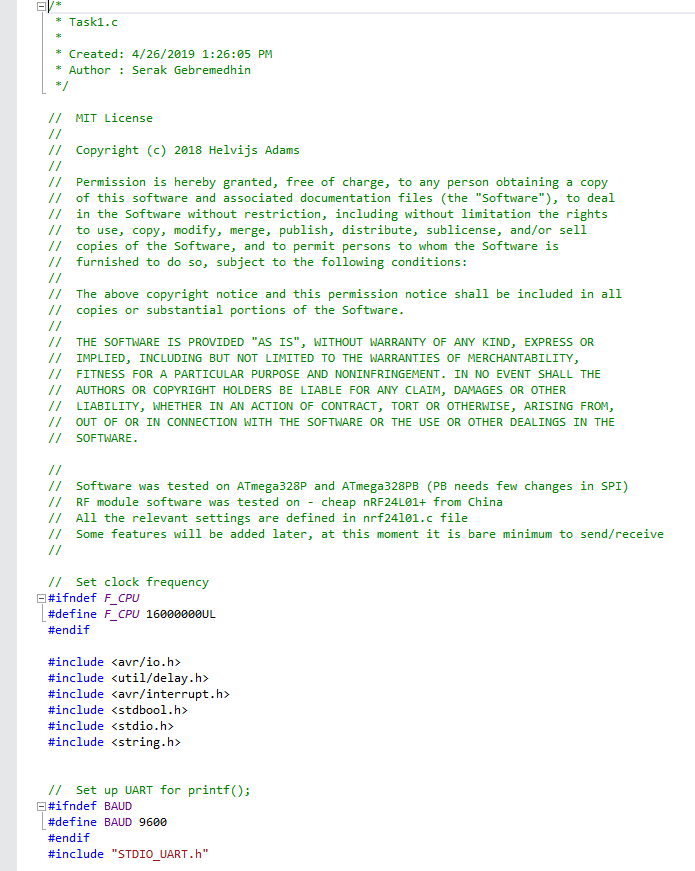 /*
 * Task1.c
 *
 * Created: 4/26/2019 1:26:05 PM
 * Author : Serak Gebremedhin
 */
//  MIT License
//
//  Copyright (c) 2018 Helvijs Adams
//
//  Permission is hereby granted, free of charge, to any person obtaining a copy
//  of this software and associated documentation files (the "Software"), to deal
//  in the Software without restriction, including without limitation the rights
//  to use, copy, modify, merge, publish, distribute, sublicense, and/or sell
//  copies of the Software, and to permit persons to whom the Software is
//  furnished to do so, subject to the following conditions:
//
//  The above copyright notice and this permission notice shall be included in all
//  copies or substantial portions of the Software.
//
//  THE SOFTWARE IS PROVIDED "AS IS", WITHOUT WARRANTY OF ANY KIND, EXPRESS OR
//  IMPLIED, INCLUDING BUT NOT LIMITED TO THE WARRANTIES OF MERCHANTABILITY,
//  FITNESS FOR A PARTICULAR PURPOSE AND NONINFRINGEMENT. IN NO EVENT SHALL THE
//  AUTHORS OR COPYRIGHT HOLDERS BE LIABLE FOR ANY CLAIM, DAMAGES OR OTHER
//  LIABILITY, WHETHER IN AN ACTION OF CONTRACT, TORT OR OTHERWISE, ARISING FROM,
//  OUT OF OR IN CONNECTION WITH THE SOFTWARE OR THE USE OR OTHER DEALINGS IN THE
//  SOFTWARE.
//
//  Software was tested on ATmega328P and ATmega328PB (PB needs few changes in SPI)
//  RF module software was tested on - cheap nRF24L01+ from China
//  All the relevant settings are defined in nrf24l01.c file
//  Some features will be added later, at this moment it is bare minimum to send/receive
//
//  Set clock frequency
#ifndef F_CPU
#define F_CPU 16000000UL
#endif
#include <avr/io.h>
#include <util/delay.h>
#include <avr/interrupt.h>
#include <stdbool.h>
#include <stdio.h>
#include <string.h>
//  Set up UART for printf();
#ifndef BAUD
#define BAUD 9600
#endif
#include "STDIO_UART.h"